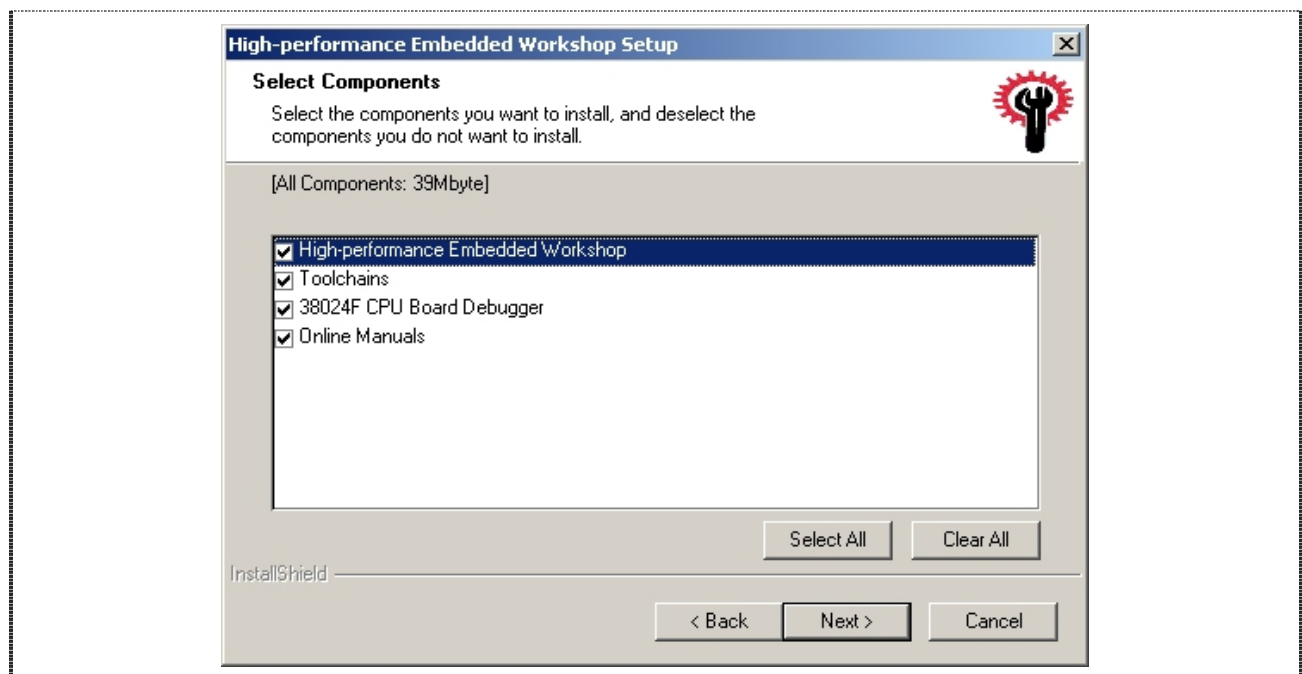 High-performance Embedded Workshop Setup
Select Components
Select the components you want to install, and deselect the
components you do not want to install.
[All Components: 39Mbyte]
High-performance Embedded Workshop
Toolchains
38024F CPU Board Debugger
Online Manuals
Select All
Clear All
InstallShield
< Back
Next >
Cancel